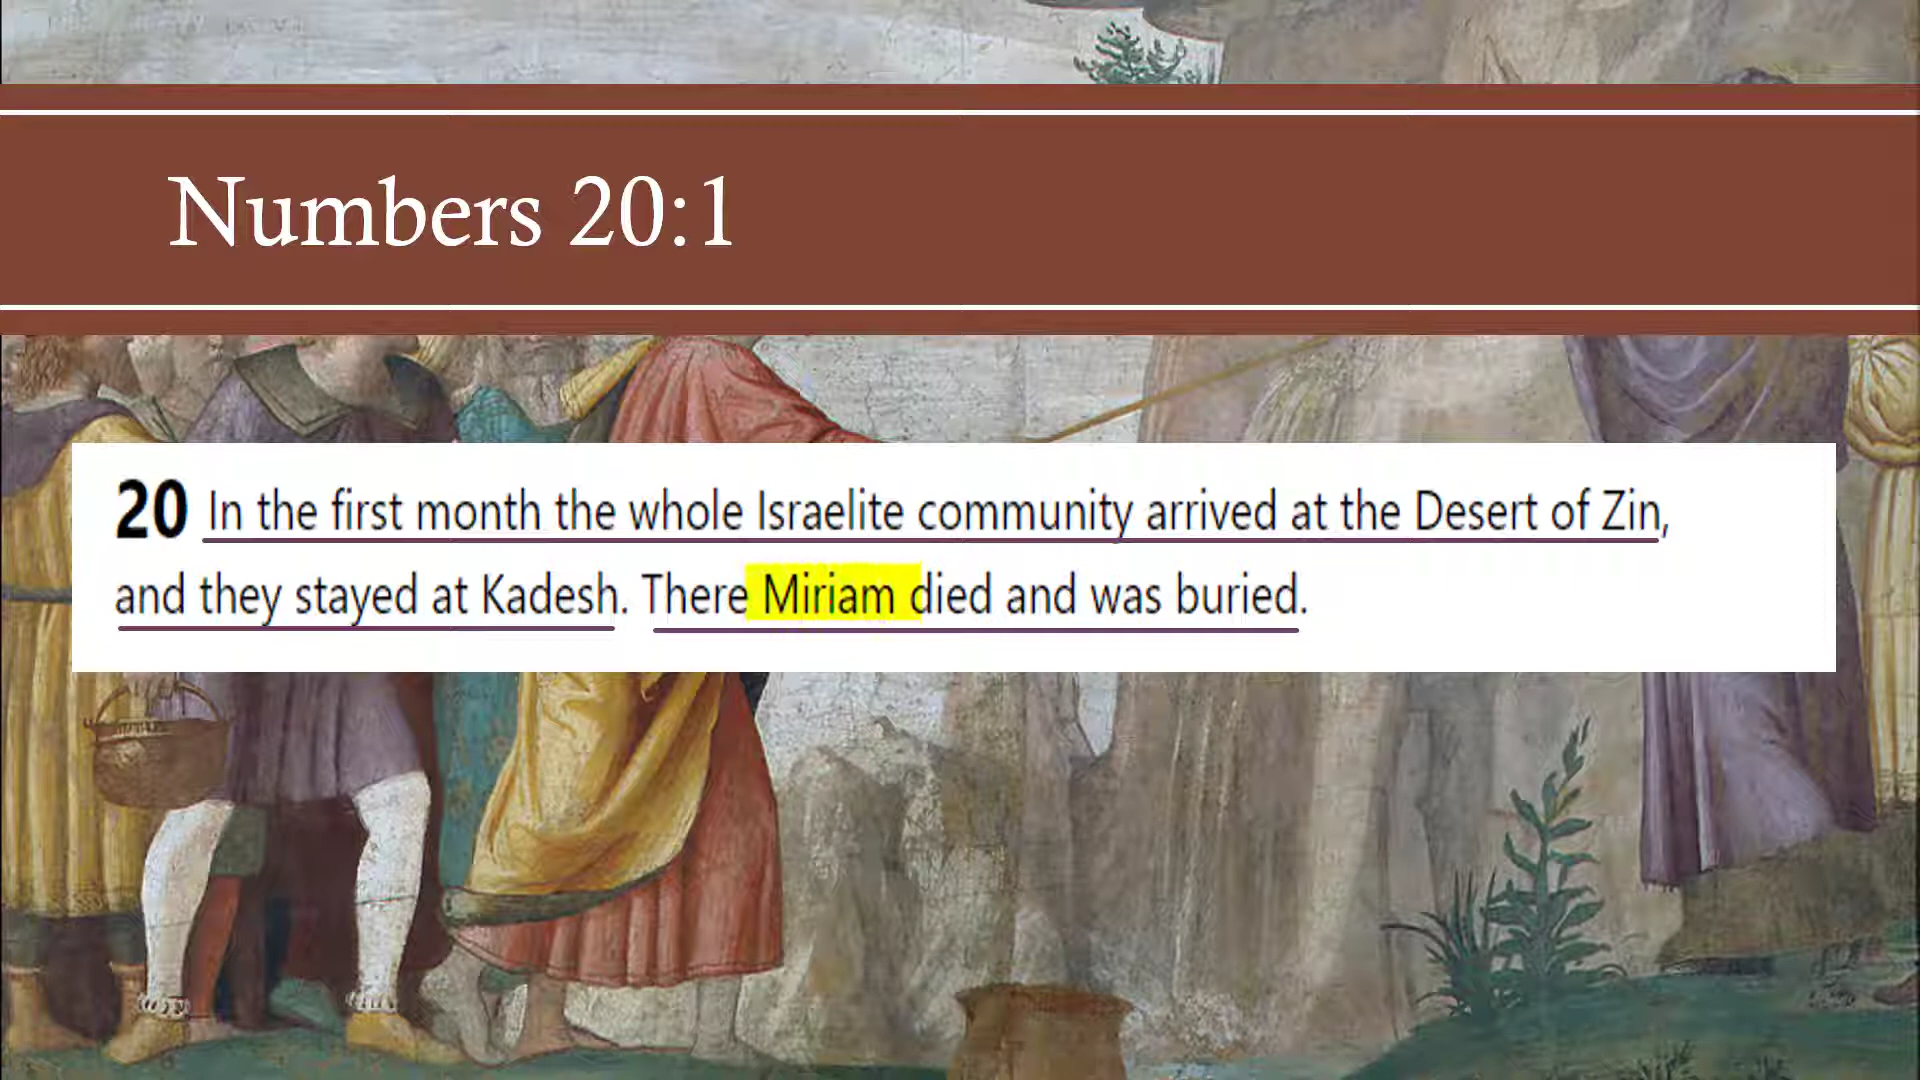 Numbers 20:1
20 In the first month the whole Israelite community arrived at the Desert of Zin,
and they stayed at Kadesh. There Miriam died and was buried.